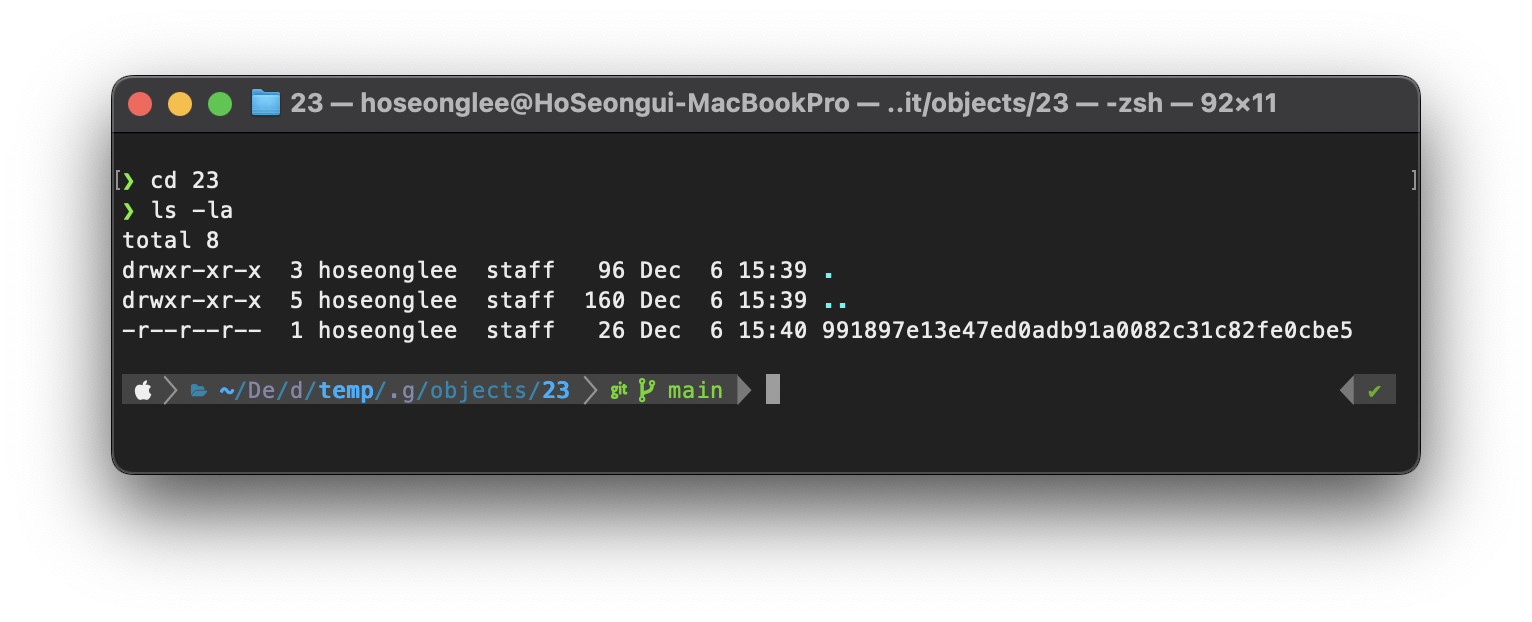 23 — hoseonglee@HoSeongui-MacBookPro — ..it/objects/23 — -zsh — 92×11
[❯ cd 23 ]
❯ ls -la
total 8
drwxr-xr-x  3 hoseonglee  staff   96 Dec  6 15:39 .
drwxr-xr-x  5 hoseonglee  staff  160 Dec  6 15:39 ..
-r--r--r--  1 hoseonglee  staff   26 Dec  6 15:40 991897e13e47ed0adb91a0082c31c82fe0cbe5
~/De/d/temp/.g/objects/23 git main ✔